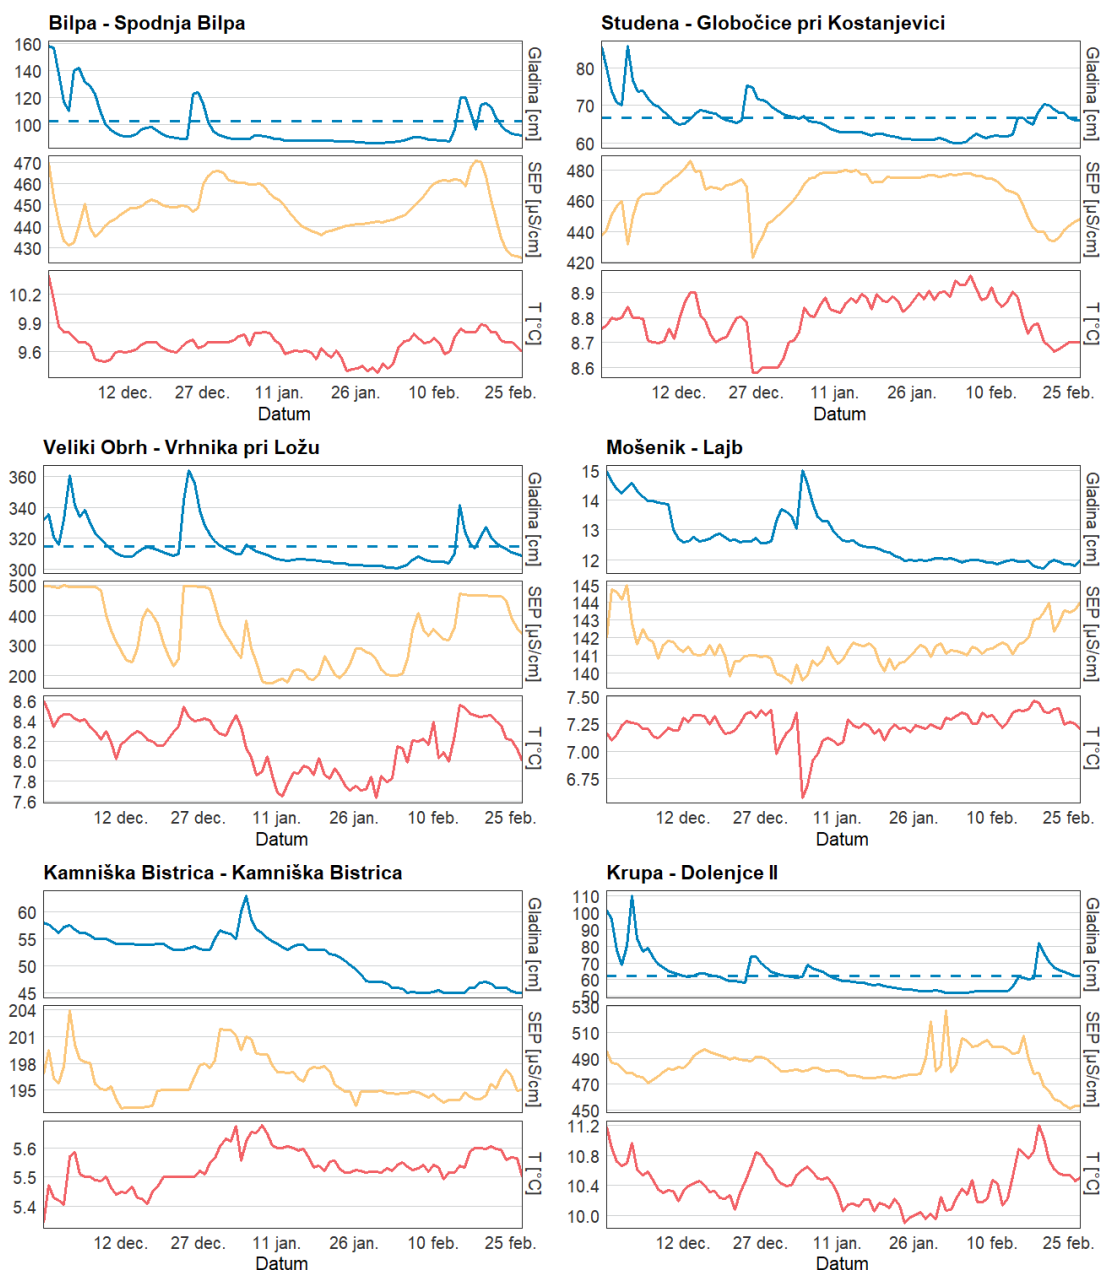 Bilpa - Spodnja Bilpa
160
140
120
100
Gladina [cm]
470
460
450
440
430
SEP [µS/cm]
10.2
9.9
9.6
T [°C]
12 dec. 27 dec. 11 jan. 26 jan. 10 feb. 25 feb.
Datum
Studena - Globočice pri Kostanjevici
80
70
60
Gladina [cm]
480
460
440
420
SEP [µS/cm]
8.9
8.8
8.7
8.6
T [°C]
12 dec. 27 dec. 11 jan. 26 jan. 10 feb. 25 feb.
Datum
Veliki Obrh - Vrhnika pri Ložu
360
340
320
300
Gladina [cm]
500
400
300
200
SEP [µS/cm]
8.6
8.4
8.2
8.0
7.8
7.6
T [°C]
12 dec. 27 dec. 11 jan. 26 jan. 10 feb. 25 feb.
Datum
Mošenik - Lajb
15
14
13
12
Gladina [cm]
145
144
143
142
141
140
SEP [µS/cm]
7.50
7.25
7.00
6.75
T [°C]
12 dec. 27 dec. 11 jan. 26 jan. 10 feb. 25 feb.
Datum
Kamniška Bistrica - Kamniška Bistrica
60
55
50
45
Gladina [cm]
204
201
198
195
SEP [µS/cm]
5.6
5.5
5.4
T [°C]
12 dec. 27 dec. 11 jan. 26 jan. 10 feb. 25 feb.
Datum
Krupa - Dolenjce II
110
100
90
80
70
60
50
Gladina [cm]
530
510
490
470
450
SEP [µS/cm]
11.2
10.8
10.4
10.0
T [°C]
12 dec. 27 dec. 11 jan. 26 jan. 10 feb. 25 feb.
Datum